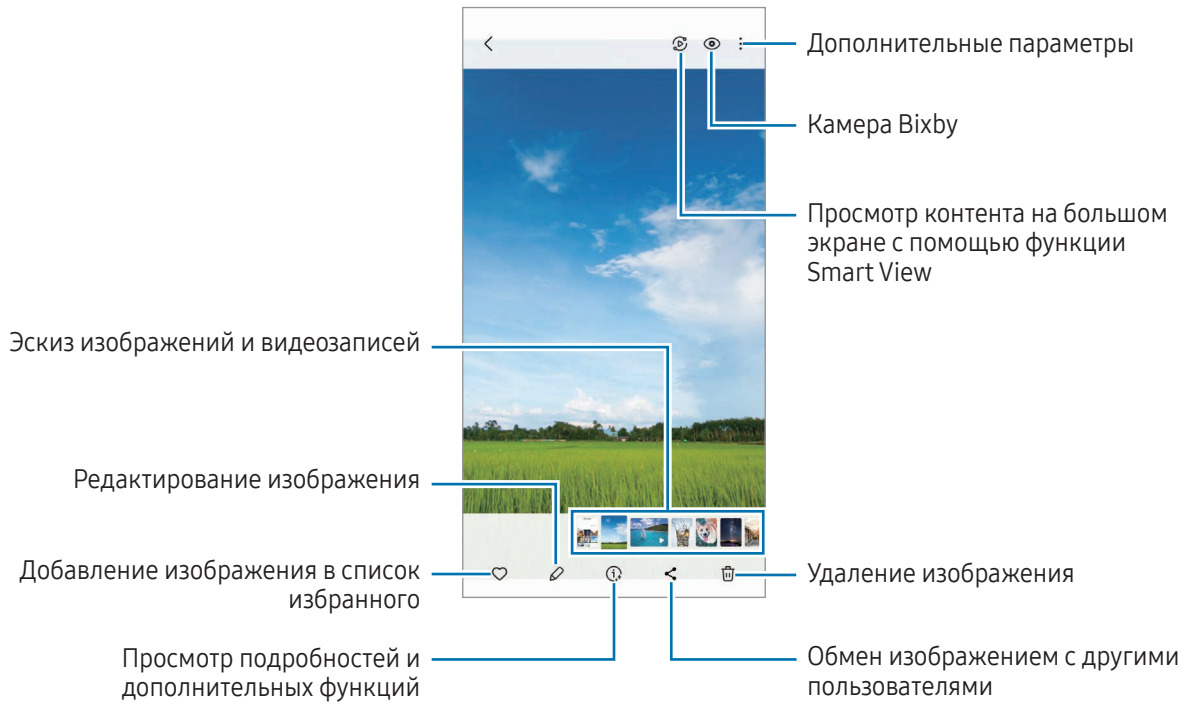 Дополнительные параметры
Камера Bixby
Просмотр контента на большом
экране с помощью функции
Smart View
Эскиз изображений и видеозаписей
Редактирование изображения
Добавление изображения в список
избранного
Удаление изображения
Просмотр подробностей и
дополнительных функций
Обмен изображением с другими
пользователями